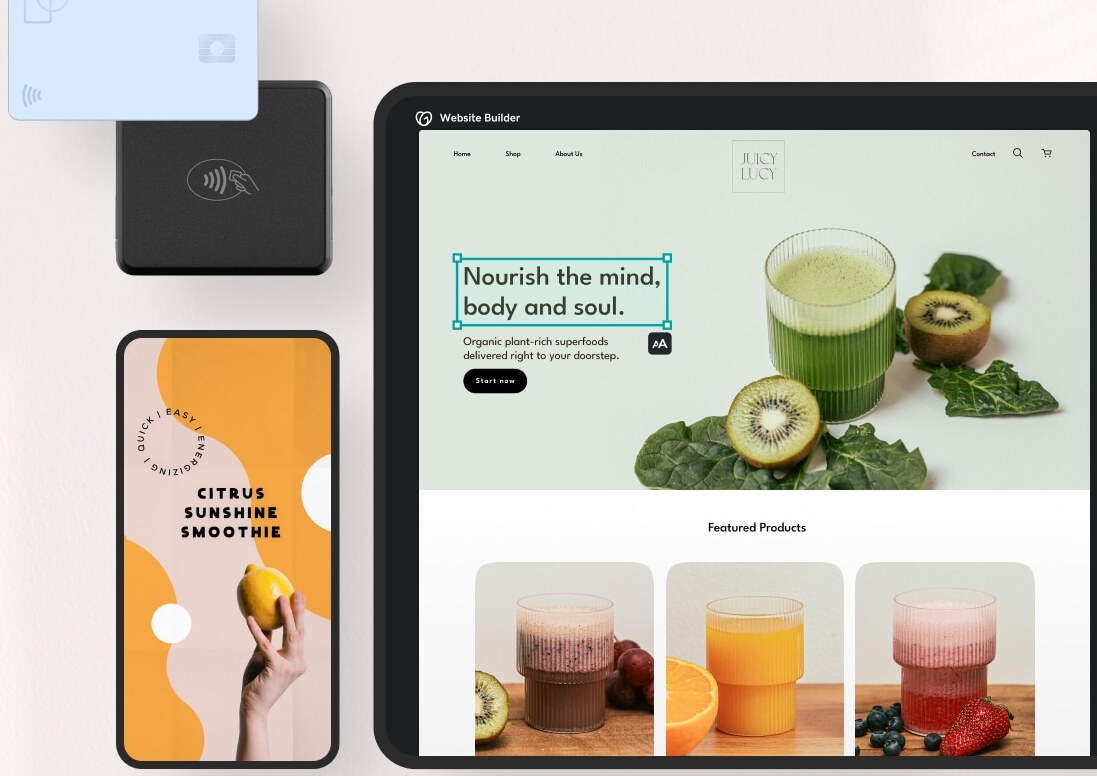 Website Builder
Home
Shop
About Us
JUICY
LUCY
Contact
Nourish the mind,
body and soul.
AA
Organic plant-rich superfoods
delivered right to your doorstep.
Start now
QUICK / EASY / ENERGIZING /
CITRUS
SUNSHINE
SMOOTHIE
Featured Products